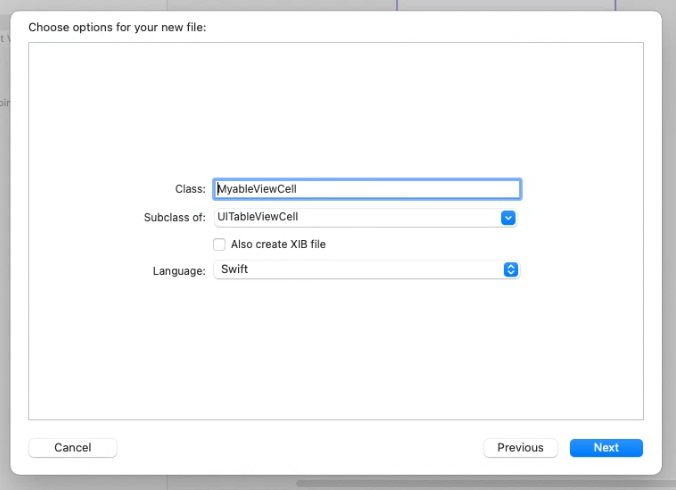 Choose options for your new file:
Class: MyableViewCell
Subclass of: UITableViewCell
Also create XIB file
Language: Swift
Cancel Previous Next